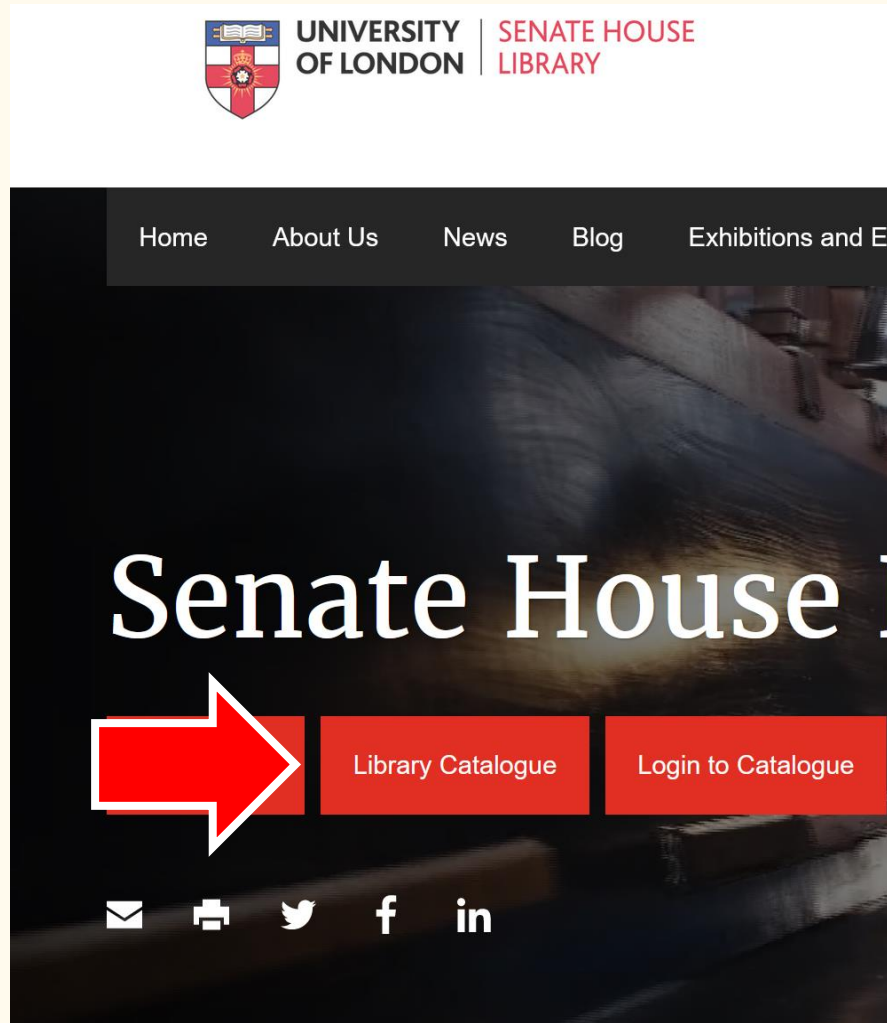 UNIVERSITY
OF LONDON
SENATE HOUSE
LIBRARY
Home About Us News Blog Exhibitions and E
Senate House
Library Catalogue Login to Catalogue
f in